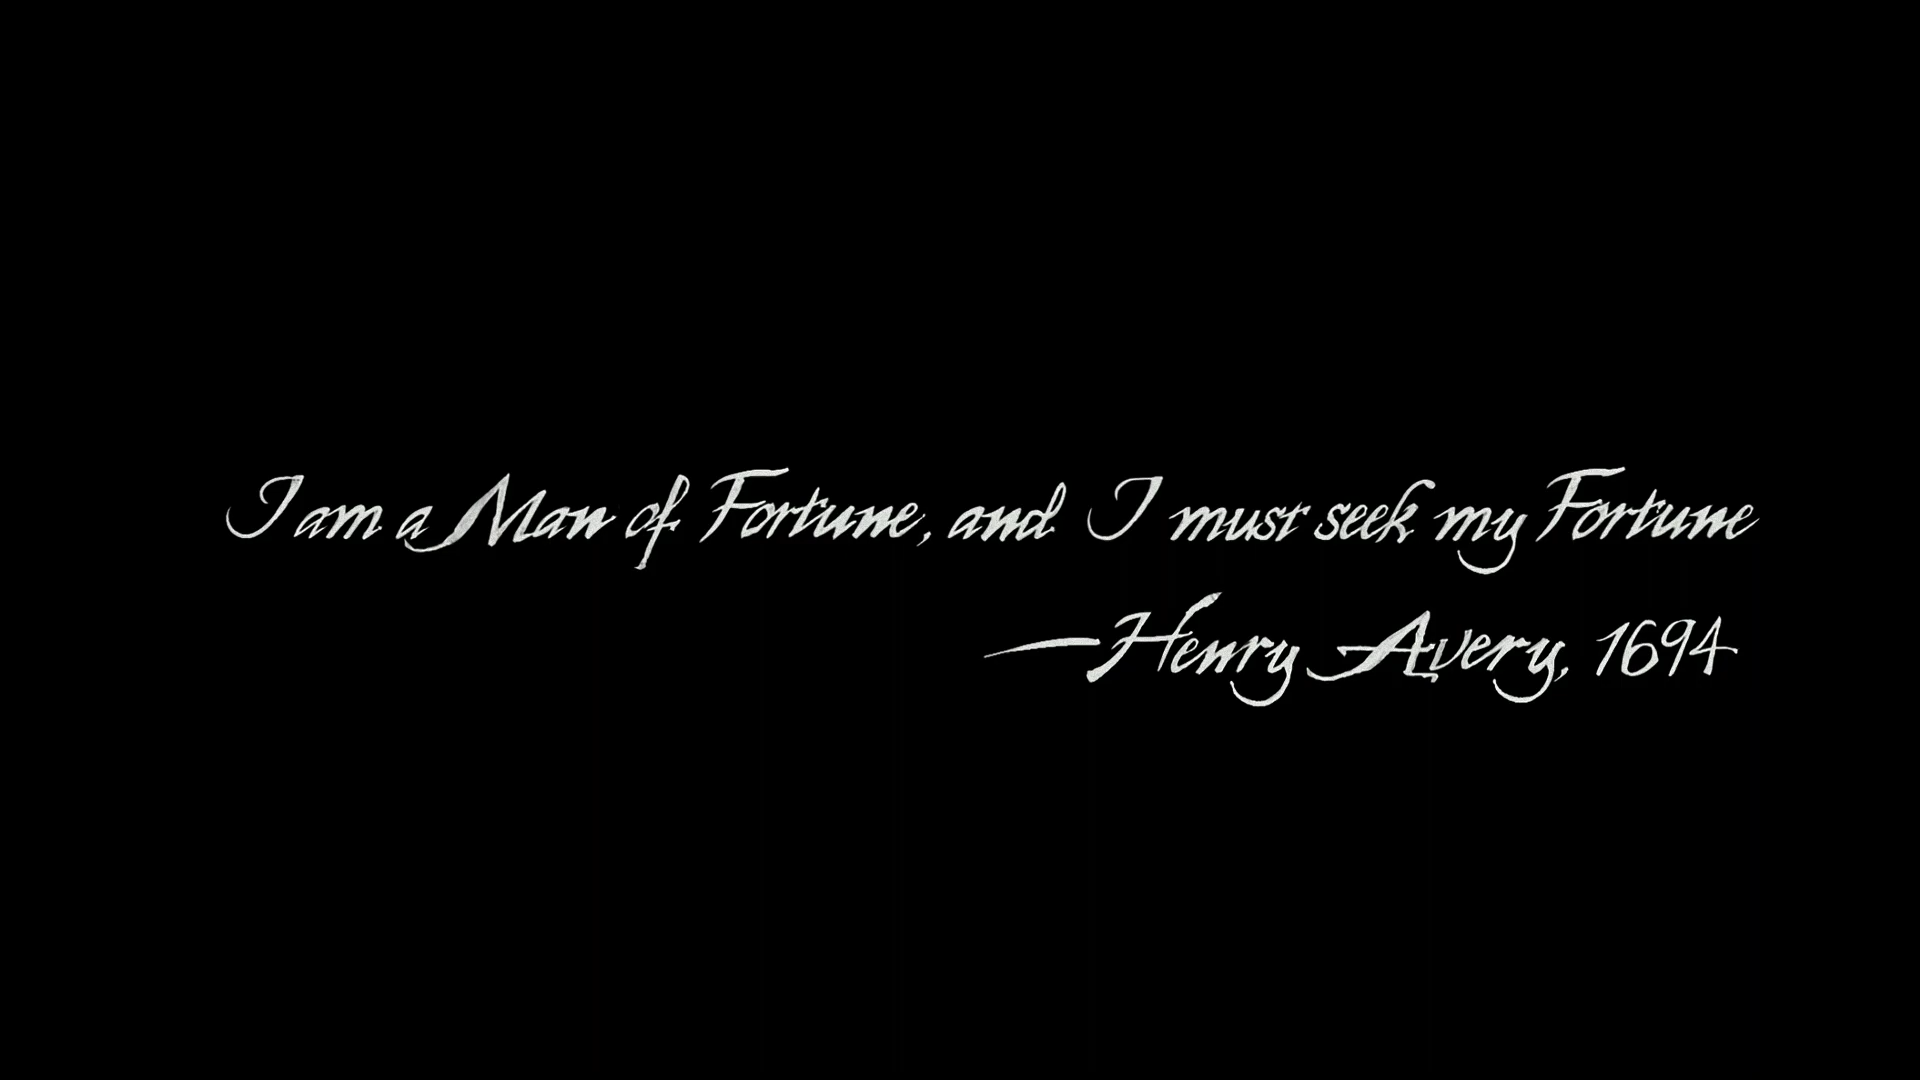 I am a Man of Fortune, and I must seek my Fortune
—Henry Avery, 1694